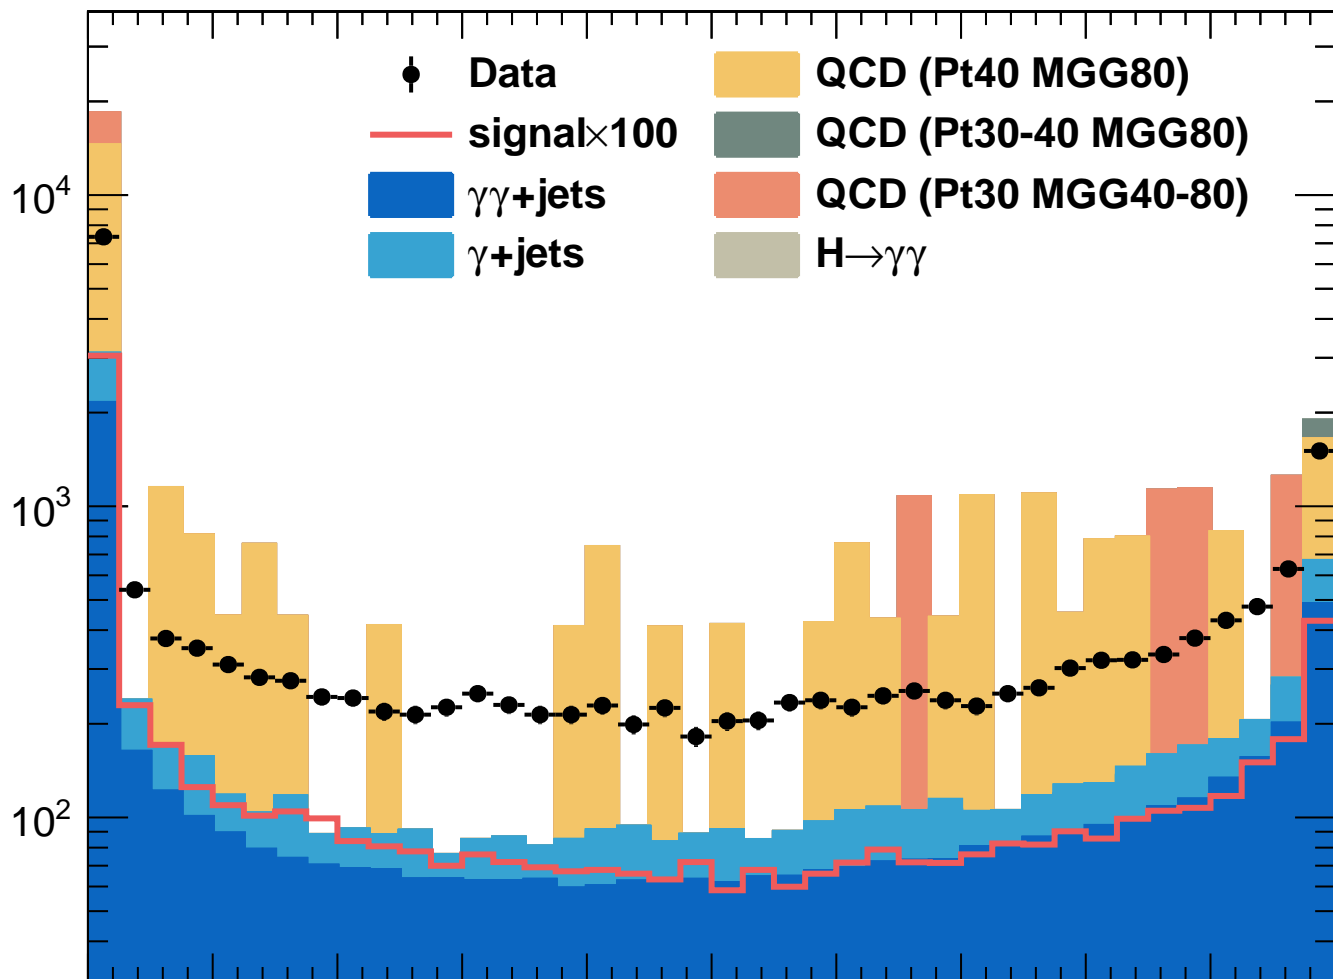 Data
signal×100
γγ+jets
γ+jets
QCD (Pt40 MGG80)
QCD (Pt30-40 MGG80)
QCD (Pt30 MGG40-80)
H→γγ
10⁴
10³
10²